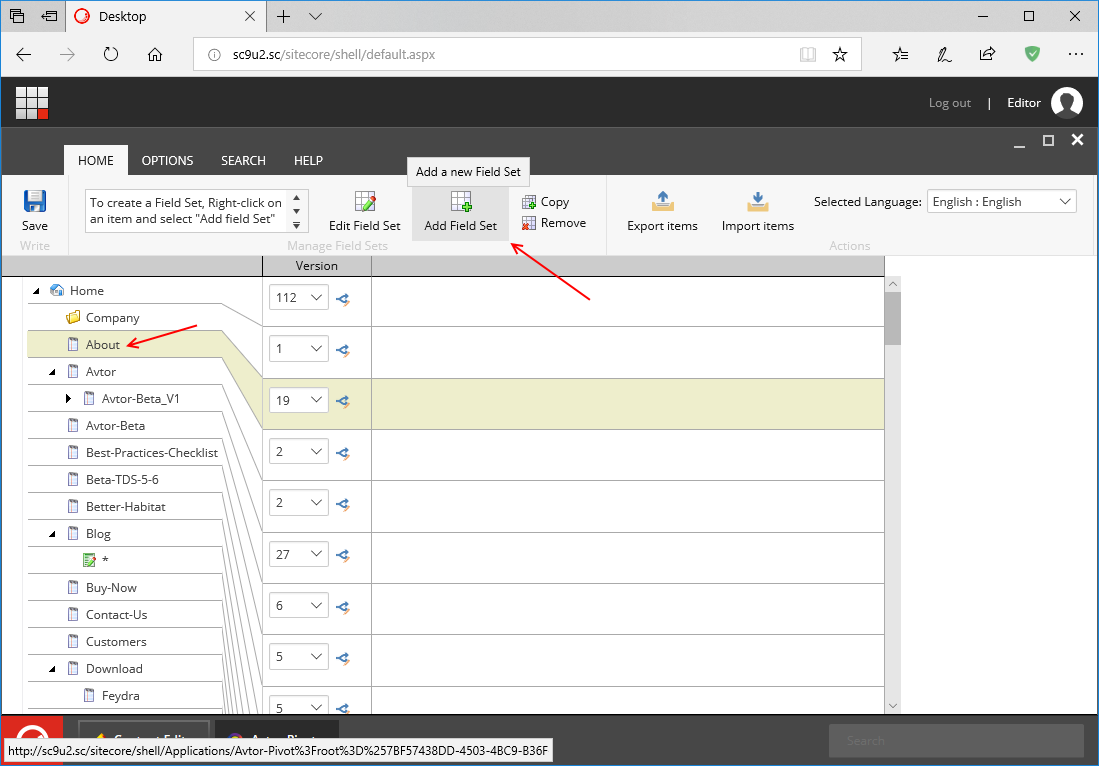 Desktop
sc9u2.sc/sitecore/shell/default.aspx
Log out | Editor
HOME OPTIONS SEARCH HELP
Add a new Field Set
To create a Field Set, Right-click on
an item and select "Add field Set"
Copy
Remove
Save
Edit Field Set
Add Field Set
Export items
Import items
Selected Language: English : English
Write
Manage Field Sets
Actions
Version
Home
112
Company
1
About
19
Avtor
2
Avtor-Beta_V1
2
Avtor-Beta
27
Best-Practices-Checklist
6
Beta-TDS-5-6
5
Better-Habitat
5
Blog
*
Buy-Now
Contact-Us
Customers
Download
Feydra
Search
http://sc9u2.sc/sitecore/shell/Applications/Avtor-Pivot%3Froot%3D%257BF57438DD-4503-4BC9-B36F